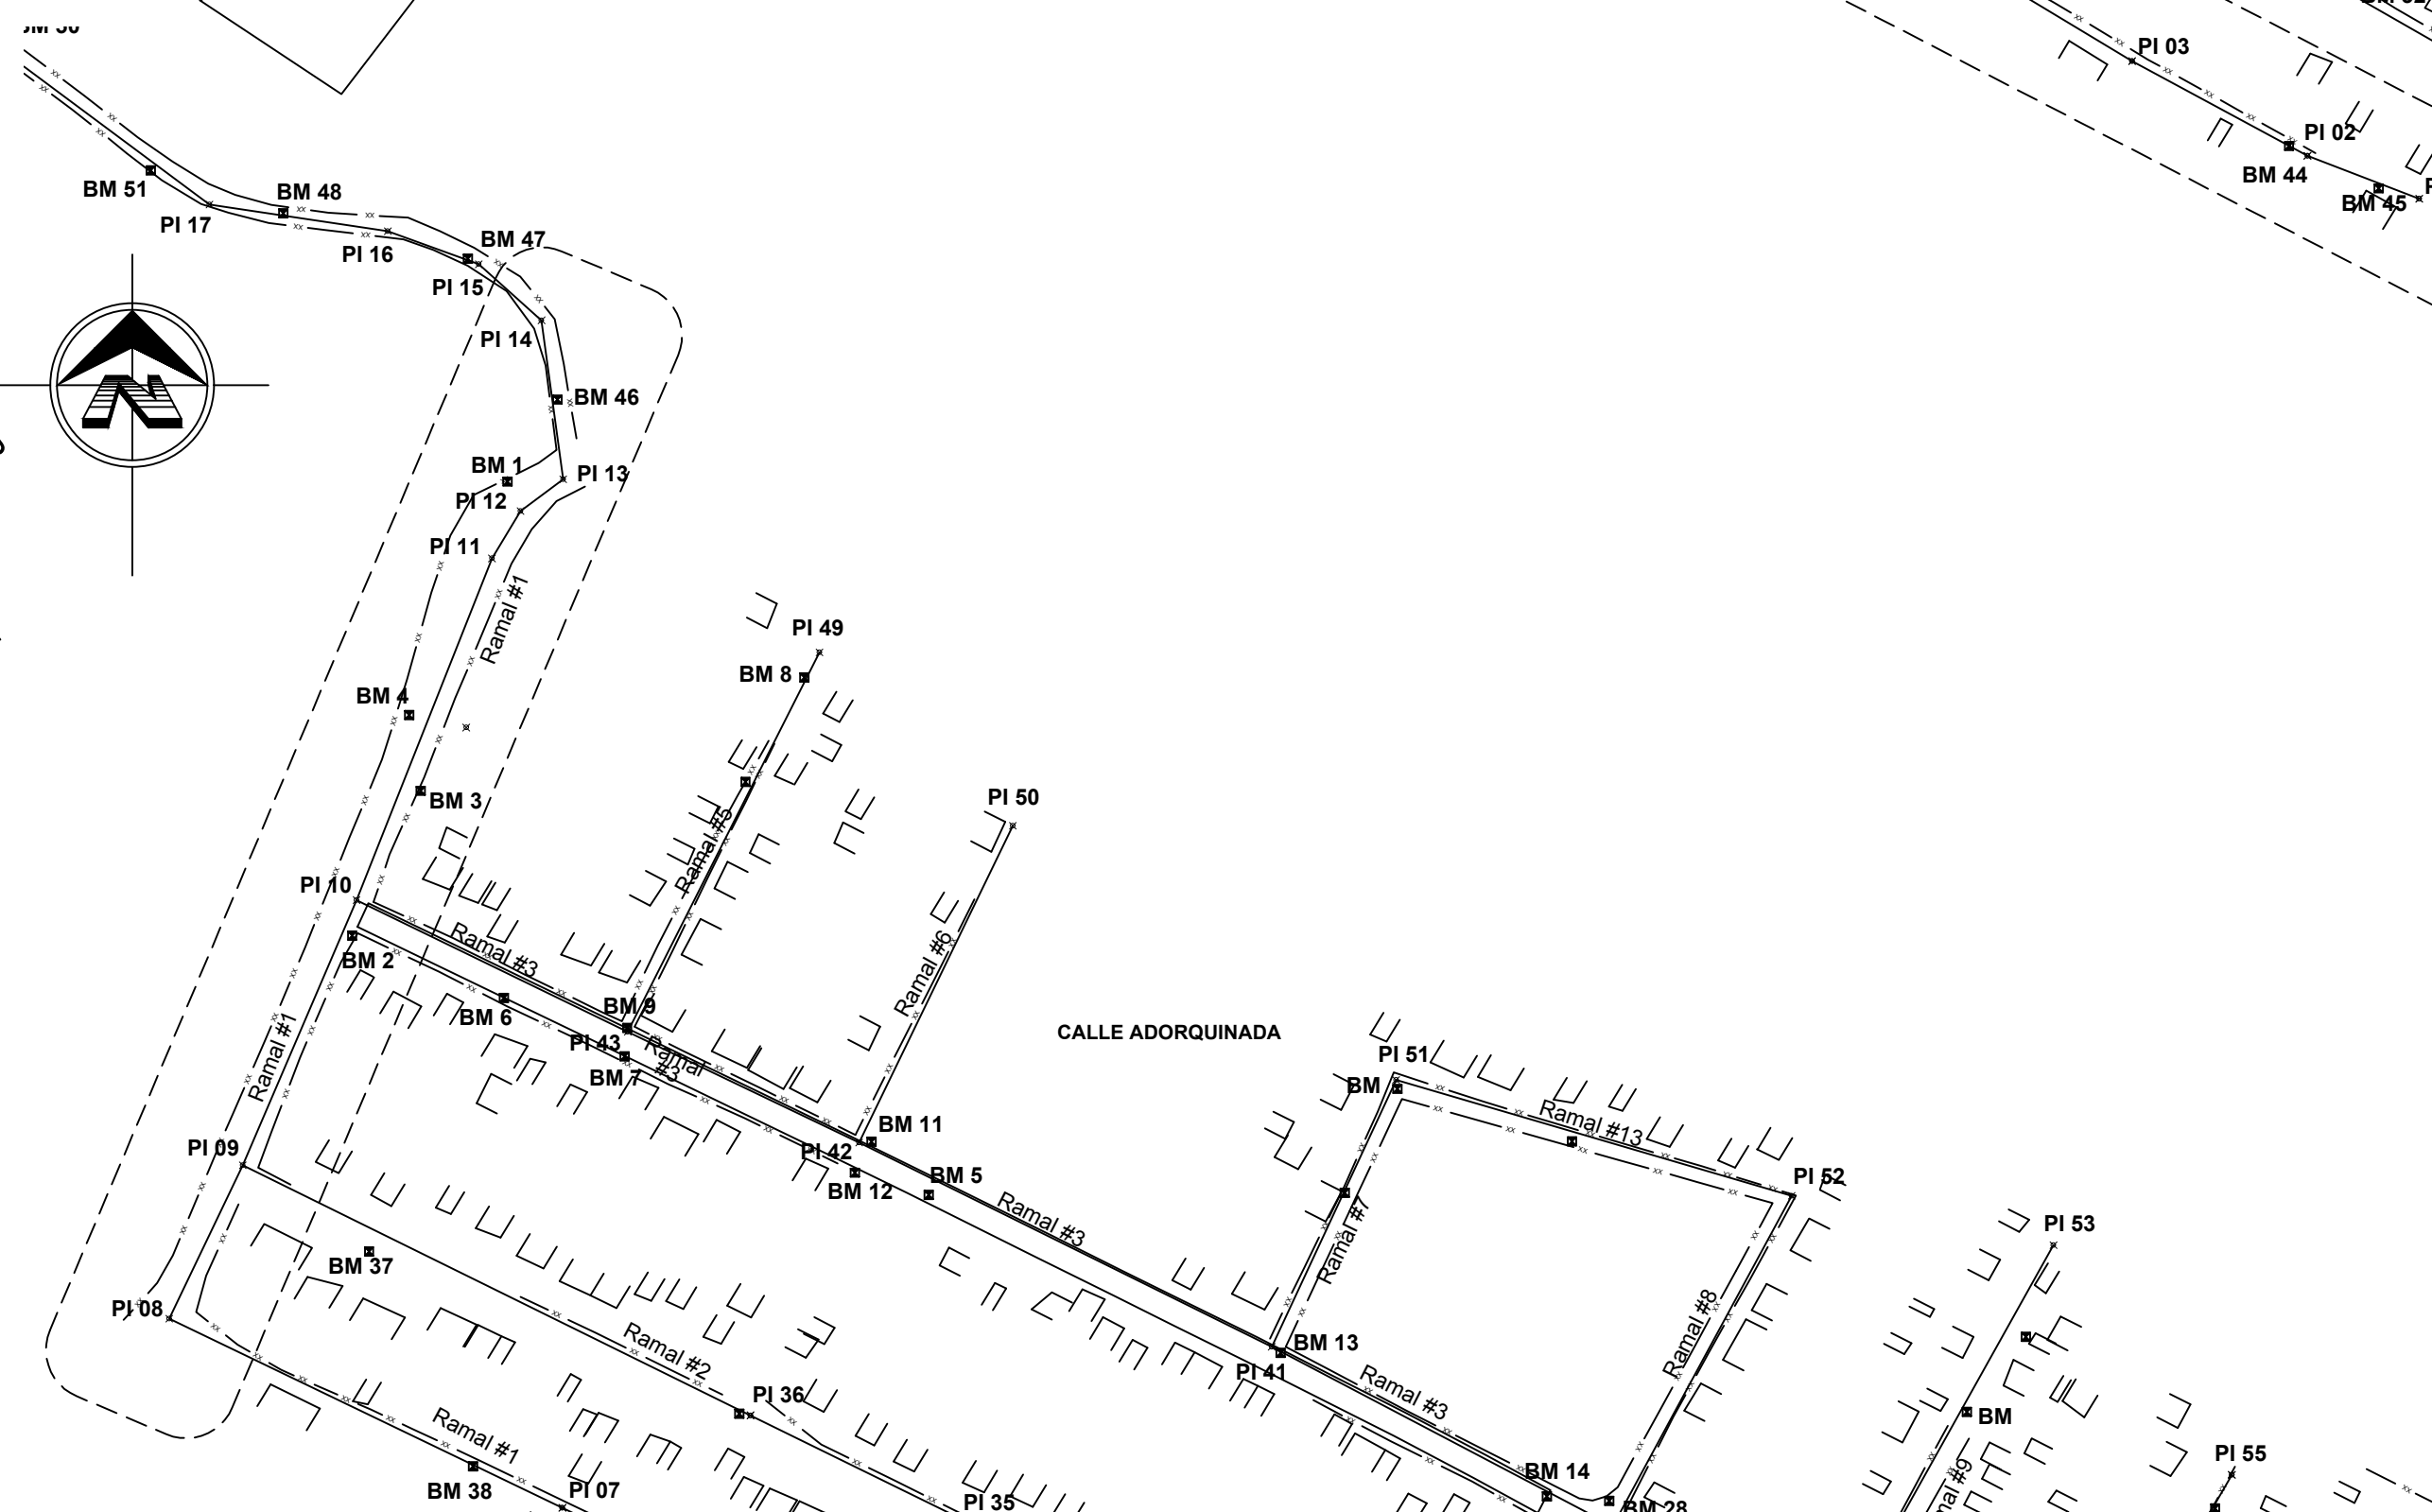 PI 03
PI 02
BM 44
BM 45
BM 51
BM 48
PI 17
PI 16
BM 47
PI 15
PI 14
BM 46
BM 1
PI 13
PI 12
PI 11
Ramal #1
PI 49
BM 8
BM 4
BM 3
PI 50
Ramal #5
PI 10
Ramal #3
BM 2
Ramal #6
BM 9
BM 6
PI 43
Ramal
#3
BM 7
CALLE ADORQUINADA
PI 51
BM
Ramal #1
Ramal #13
BM 11
PI 42
PI 09
BM 5
BM 12
PI 52
Ramal #3
Ramal #7
PI 53
BM 37
PI 08
Ramal #8
BM 13
PI 41
Ramal #2
Ramal #3
PI 36
BM
Ramal #1
PI 55
BM 14
BM 38
PI 07
PI 35
BM 28